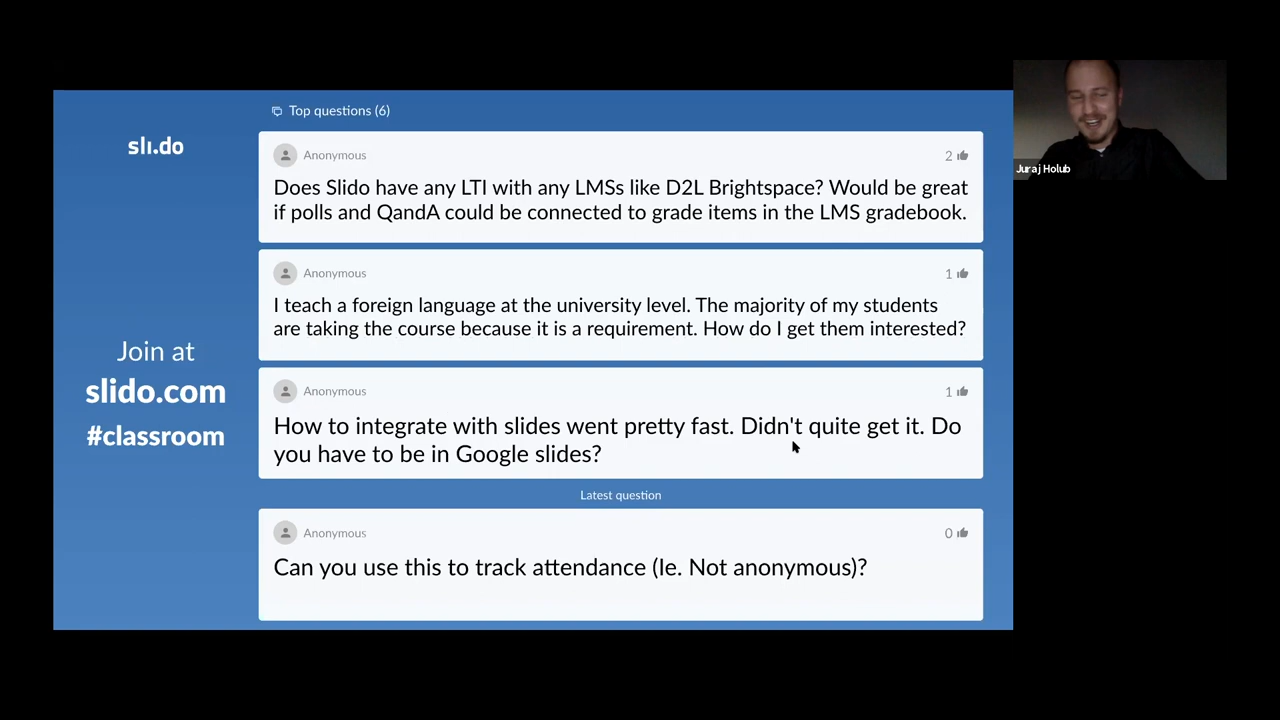 Top questions (6)
slı.do
Anonymous
2
Does Slido have any LTI with any LMSs like D2L Brightspace? Would be great
if polls and QandA could be connected to grade items in the LMS gradebook.
Juraj Holub
Anonymous
1
I teach a foreign language at the university level. The majority of my students
are taking the course because it is a requirement. How do I get them interested?
Join at
slido.com
#classroom
Anonymous
1
How to integrate with slides went pretty fast. Didn't quite get it. Do
you have to be in Google slides?
Latest question
Anonymous
0
Can you use this to track attendance (Ie. Not anonymous)?